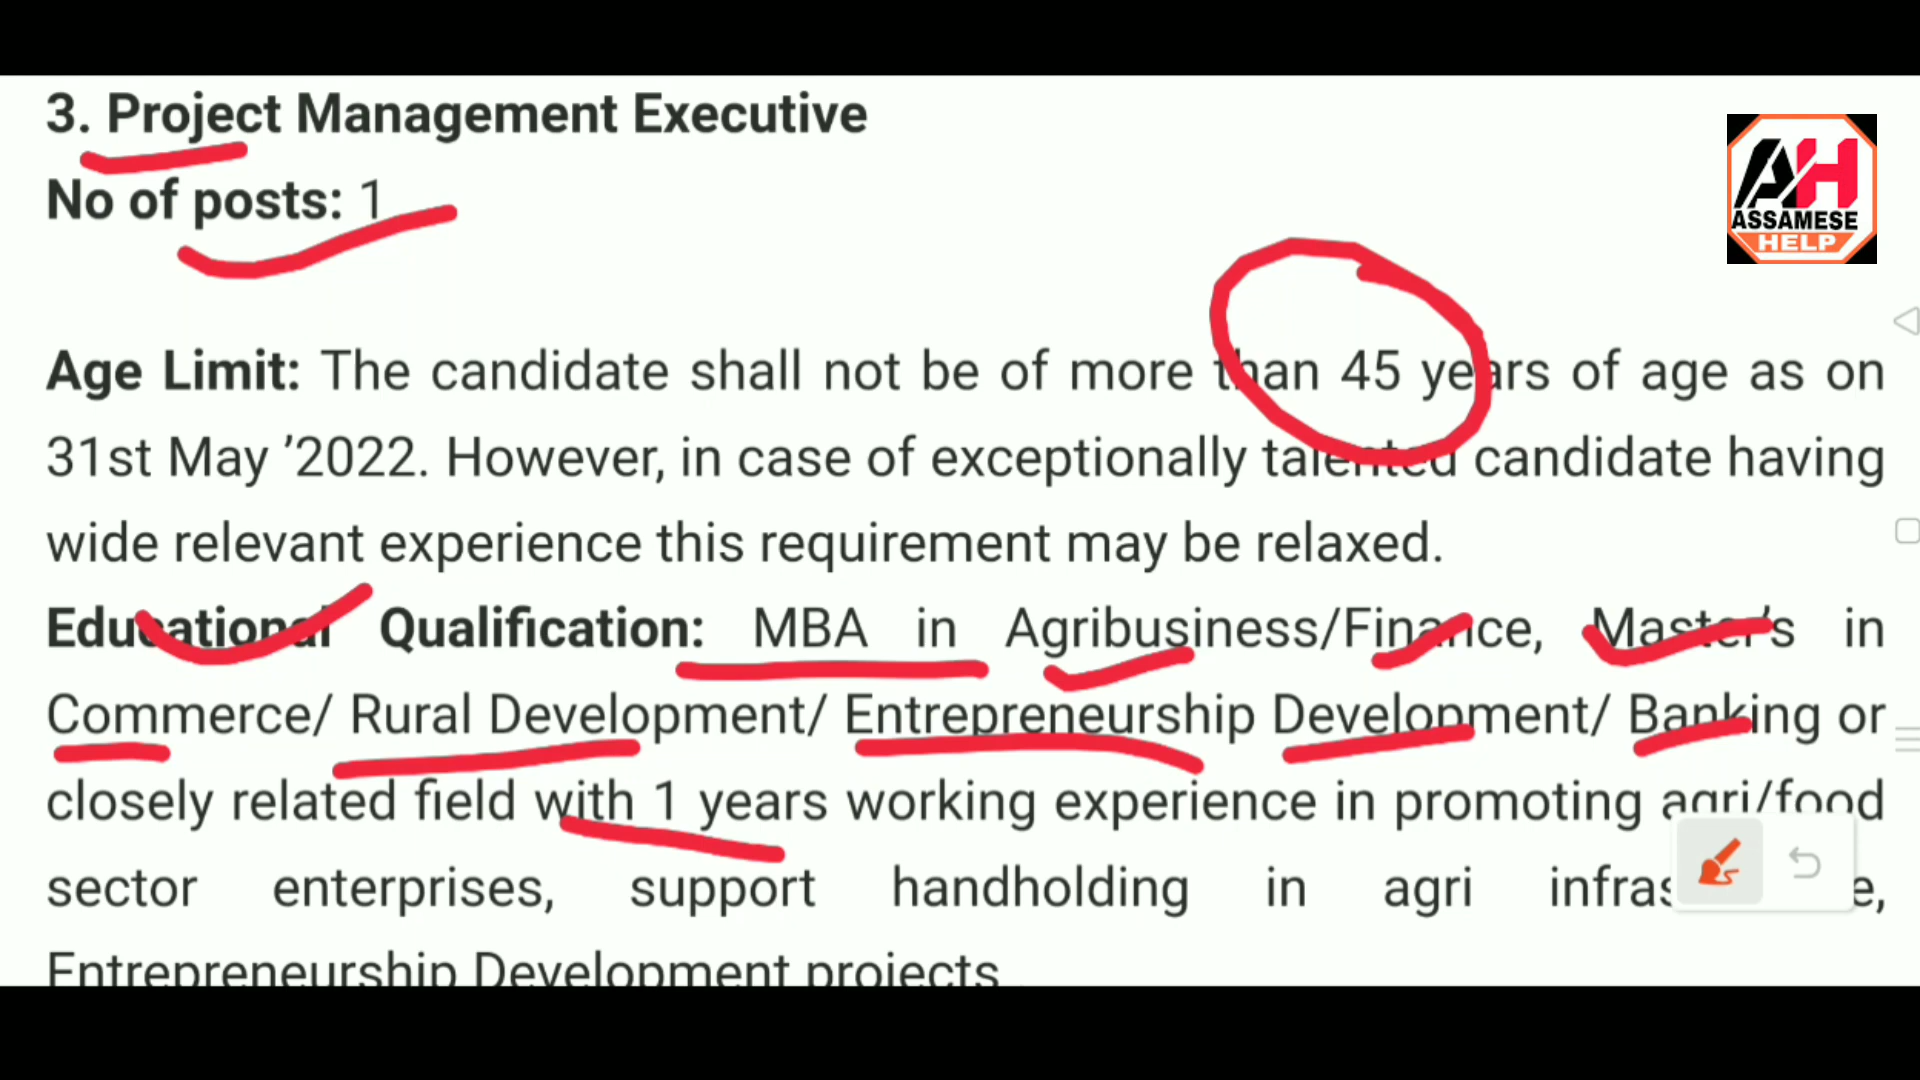 3. Project Management Executive
No of posts: 1
Age Limit: The candidate shall not be of more than 45 years of age as on
31st May ’2022. However, in case of exceptionally talented candidate having
wide relevant experience this requirement may be relaxed.
Educational Qualification: MBA in Agribusiness/Finance, Master’s in
Commerce/ Rural Development/ Entrepreneurship Development/ Banking or
closely related field with 1 years working experience in promoting agri/food
sector enterprises, support handholding in agri
Entrepreneurship Development projects
AH
ASSAMESE
HELP